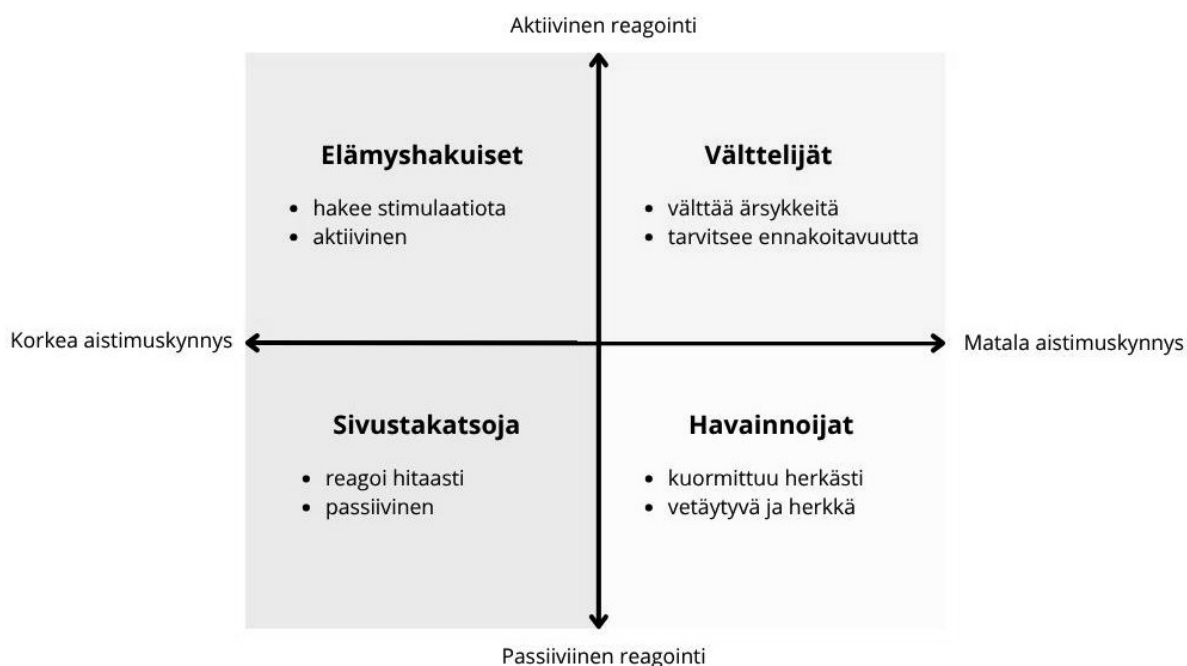 Aktiivinen reagointi
Elämyshakuiset
• hakee stimulaatiota
• aktiivinen
Välttelijät
• välttää ärsykkeitä
• tarvitsee ennakoitavuutta
Korkea aistimuskynnys
Matala aistimuskynnys
Sivustakatsoja
• reagoi hitaasti
• passiivinen
Havainnoijat
• kuormittuu herkästi
• vetäytyvä ja herkkä
Passiiviinen reagointi